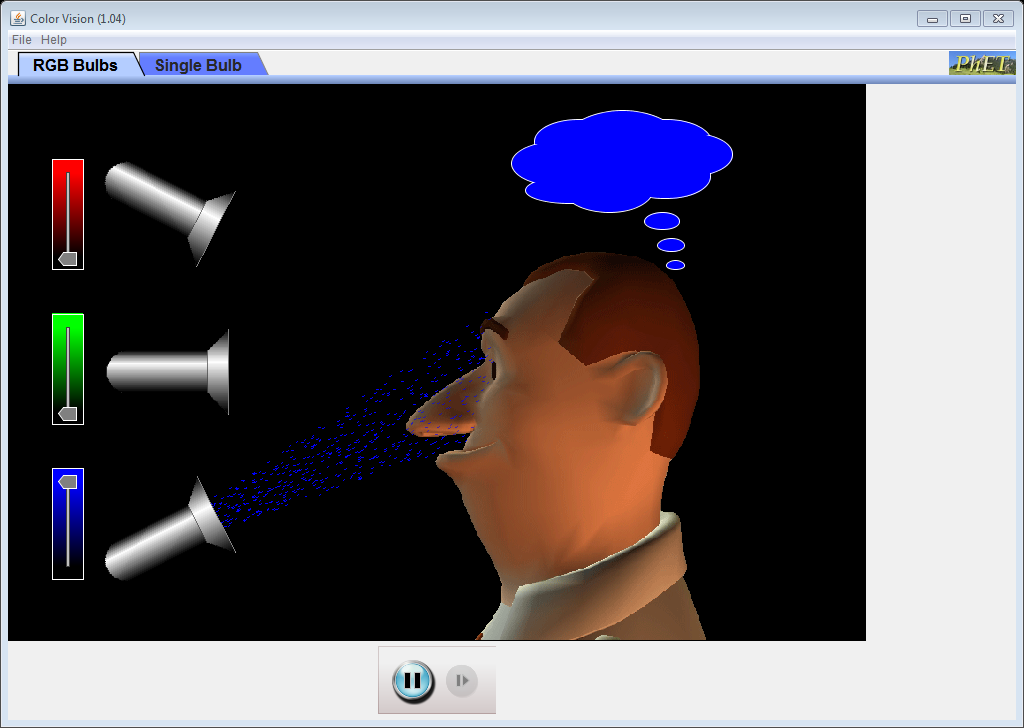 Color Vision (1.04)
File Help
RGB Bulbs Single Bulb PhET